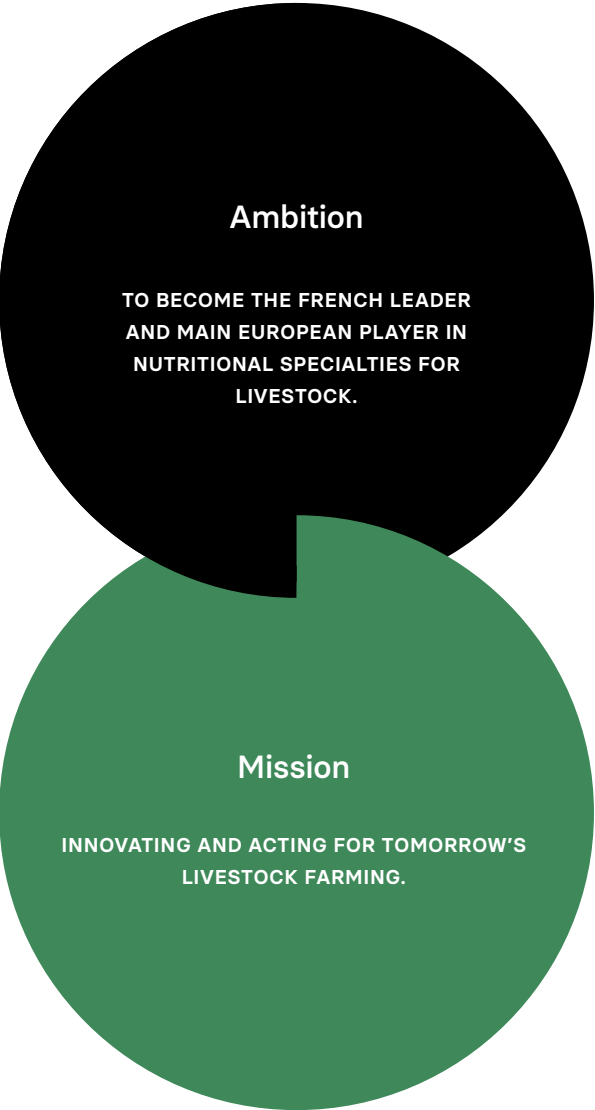 Ambition
TO BECOME THE FRENCH LEADER
AND MAIN EUROPEAN PLAYER IN
NUTRITIONAL SPECIALTIES FOR
LIVESTOCK.
Mission
INNOVATING AND ACTING FOR TOMORROW’S
LIVESTOCK FARMING.